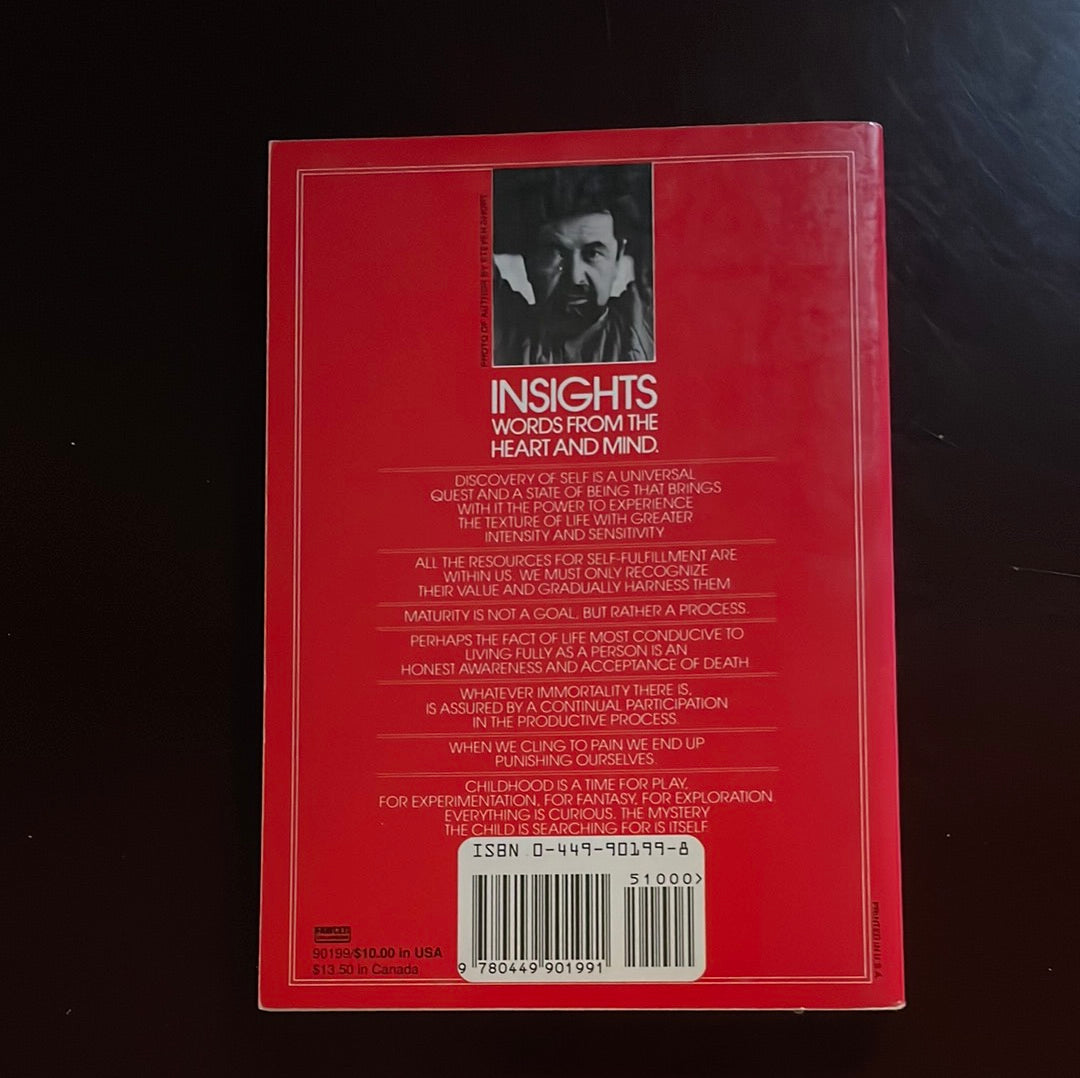 PHOTO OF AUTHOR BY STEVEN SHORT
INSIGHTS
WORDS FROM THE
HEART AND MIND.
DISCOVERY OF SELF IS A UNIVERSAL
QUEST AND A STATE OF BEING THAT BRINGS
WITH IT THE POWER TO EXPERIENCE
THE TEXTURE OF LIFE WITH GREATER
INTENSITY AND SENSITIVITY
ALL THE RESOURCES FOR SELF-FULFILLMENT ARE
WITHIN US. WE MUST ONLY RECOGNIZE
THEIR VALUE AND GRADUALLY HARNESS THEM
MATURITY IS NOT A GOAL, BUT RATHER A PROCESS.
PERHAPS THE FACT OF LIFE MOST CONDUCIVE TO
LIVING FULLY AS A PERSON IS AN
HONEST AWARENESS AND ACCEPTANCE OF DEATH
WHATEVER IMMORTALITY THERE IS,
IS ASSURED BY A CONTINUAL PARTICIPATION
IN THE PRODUCTIVE PROCESS.
WHEN WE CLING TO PAIN WE END UP
PUNISHING OURSELVES.
CHILDHOOD IS A TIME FOR PLAY,
FOR EXPERIMENTATION, FOR FANTASY, FOR EXPLORATION
EVERYTHING IS CURIOUS. THE MYSTERY
THE CHILD IS SEARCHING FOR IS ITSELF.
ISBN 0-449-90199-8
51000>
9 780449 901991
FAWCETT
90199/$10.00 in USA
$13.50 in Canada
PRINTED IN U.S.A.